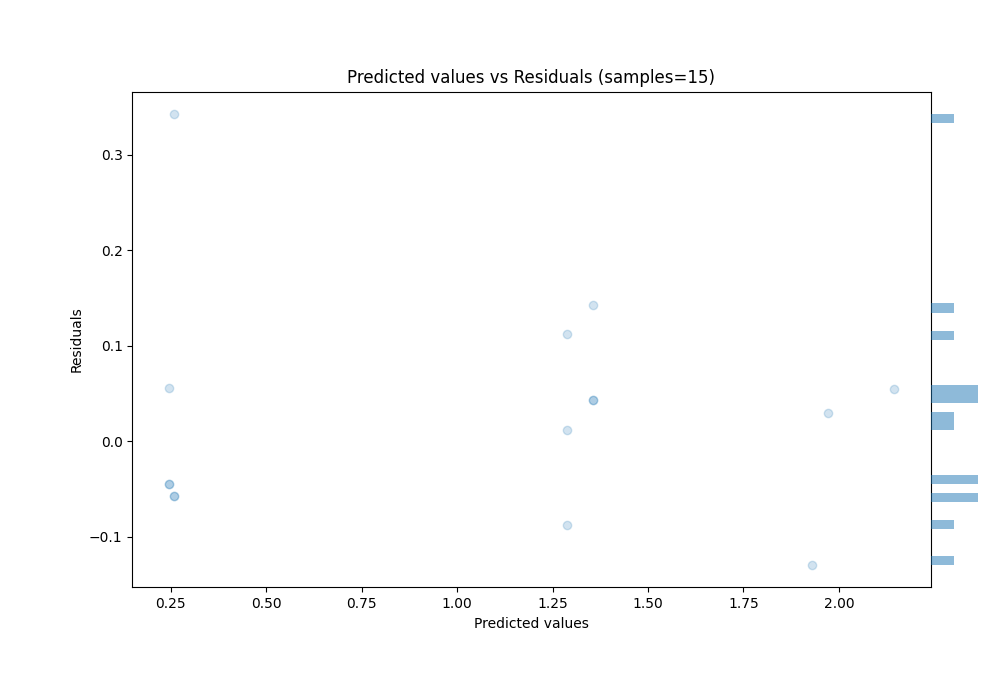 Predicted values vs Residuals (samples=15)
0.3
0.2
0.1
0.0
−0.1
Residuals
0.25 0.50 0.75 1.00 1.25 1.50 1.75 2.00
Predicted values